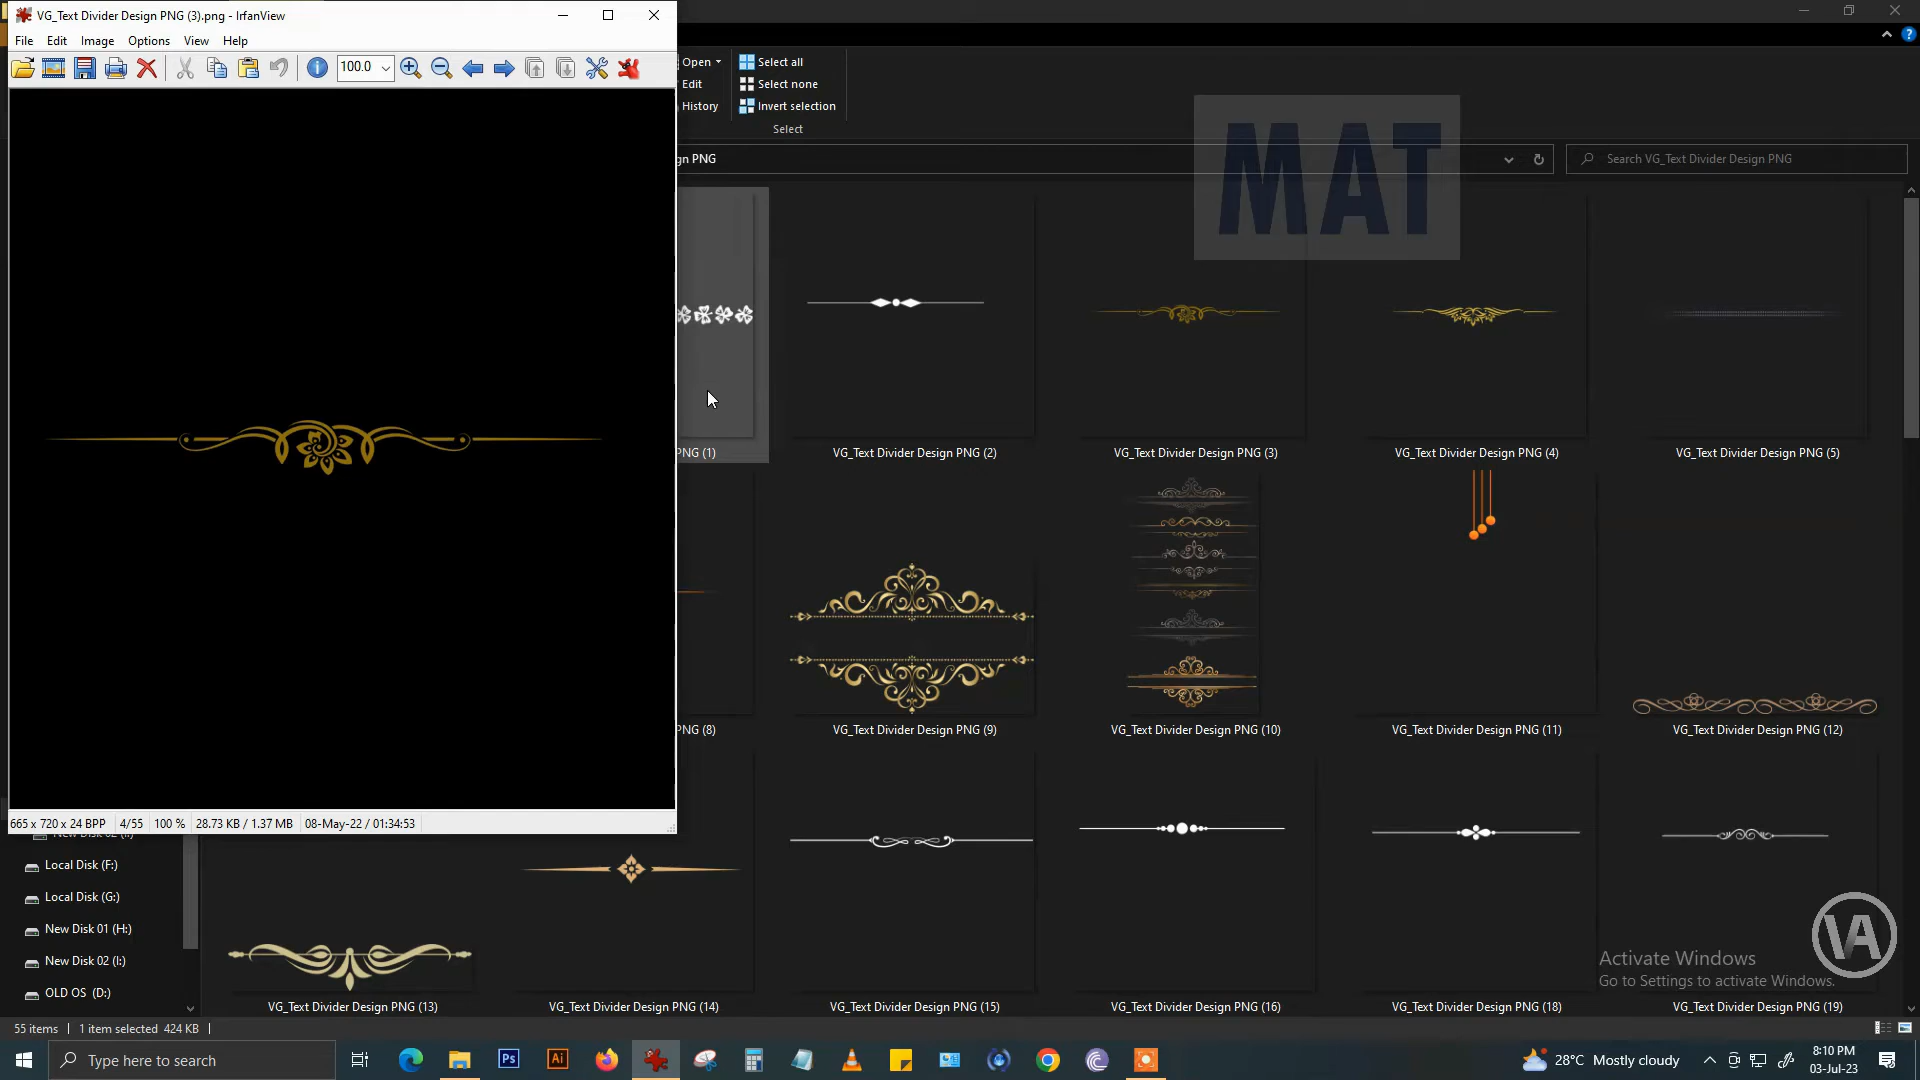 VG_Text Divider Design PNG (3).png - IrfanView
File Edit Image Options View Help
100.0
Open
Edit
History
Select all
Select none
Invert selection
Select
gn PNG
Search VG_Text Divider Design PNG
MAT
PNG (1)
VG_Text Divider Design PNG (2)
VG_Text Divider Design PNG (3)
VG_Text Divider Design PNG (4)
VG_Text Divider Design PNG (5)
PNG (8)
VG_Text Divider Design PNG (9)
VG_Text Divider Design PNG (10)
VG_Text Divider Design PNG (11)
VG_Text Divider Design PNG (12)
665 x 720 x 24 BPP 4/55 100 % 28.73 KB / 1.37 MB 08-May-22 / 01:34:53
Local Disk (F:)
Local Disk (G:)
New Disk 01 (H:)
New Disk 02 (I:)
OLD OS (D:)
VA
Activate Windows
Go to Settings to activate Windows.
VG_Text Divider Design PNG (13)
VG_Text Divider Design PNG (14)
VG_Text Divider Design PNG (15)
VG_Text Divider Design PNG (16)
VG_Text Divider Design PNG (18)
VG_Text Divider Design PNG (19)
55 items 1 item selected 424 KB
Type here to search
Ps
Ai
28°C Mostly cloudy
8:10 PM
03-Jul-23